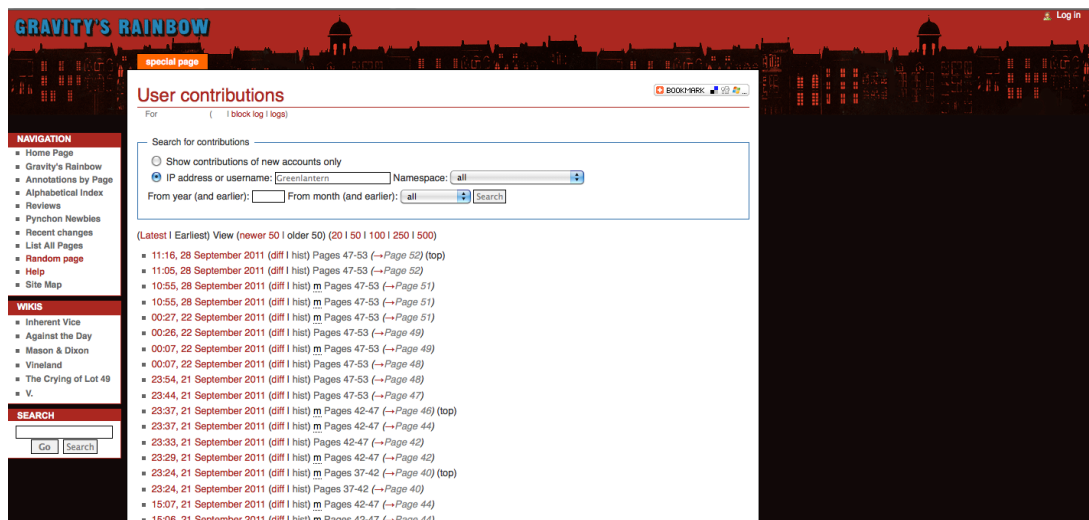 GRAVITY'S RAINBOW
Log in
special page
User contributions
BOOKMARK
For ( | block log | logs)
NAVIGATION
Home Page
Gravity's Rainbow
Annotations by Page
Alphabetical Index
Reviews
Pynchon Newbies
Recent changes
List All Pages
Random page
Help
Site Map
WIKIS
Inherent Vice
Against the Day
Mason & Dixon
Vineland
The Crying of Lot 49
V.
SEARCH
Go Search
Search for contributions
Show contributions of new accounts only
IP address or username: Greenlantern Namespace: all
From year (and earlier): From month (and earlier): all Search
(Latest | Earliest) View (newer 50 | older 50) (20 | 50 | 100 | 250 | 500)
11:16, 28 September 2011 (diff | hist) Pages 47-53 (→Page 52) (top)
11:05, 28 September 2011 (diff | hist) Pages 47-53 (→Page 52)
10:55, 28 September 2011 (diff | hist) m Pages 47-53 (→Page 51)
10:55, 28 September 2011 (diff | hist) m Pages 47-53 (→Page 51)
00:27, 22 September 2011 (diff | hist) m Pages 47-53 (→Page 51)
00:26, 22 September 2011 (diff | hist) m Pages 47-53 (→Page 49)
00:07, 22 September 2011 (diff | hist) m Pages 47-53 (→Page 49)
00:07, 22 September 2011 (diff | hist) Pages 47-53 (→Page 48)
23:54, 21 September 2011 (diff | hist) Pages 47-53 (→Page 48)
23:44, 21 September 2011 (diff | hist) Pages 47-53 (→Page 47)
23:37, 21 September 2011 (diff | hist) m Pages 42-47 (→Page 46) (top)
23:37, 21 September 2011 (diff | hist) m Pages 42-47 (→Page 44)
23:33, 21 September 2011 (diff | hist) Pages 42-47 (→Page 42)
23:29, 21 September 2011 (diff | hist) m Pages 42-47 (→Page 42)
23:24, 21 September 2011 (diff | hist) m Pages 37-42 (→Page 40) (top)
23:24, 21 September 2011 (diff | hist) Pages 37-42 (→Page 40)
15:07, 21 September 2011 (diff | hist) m Pages 42-47 (→Page 44)
15:06, 21 September 2011 (diff | hist) m Pages 42-47 (→Page 44)